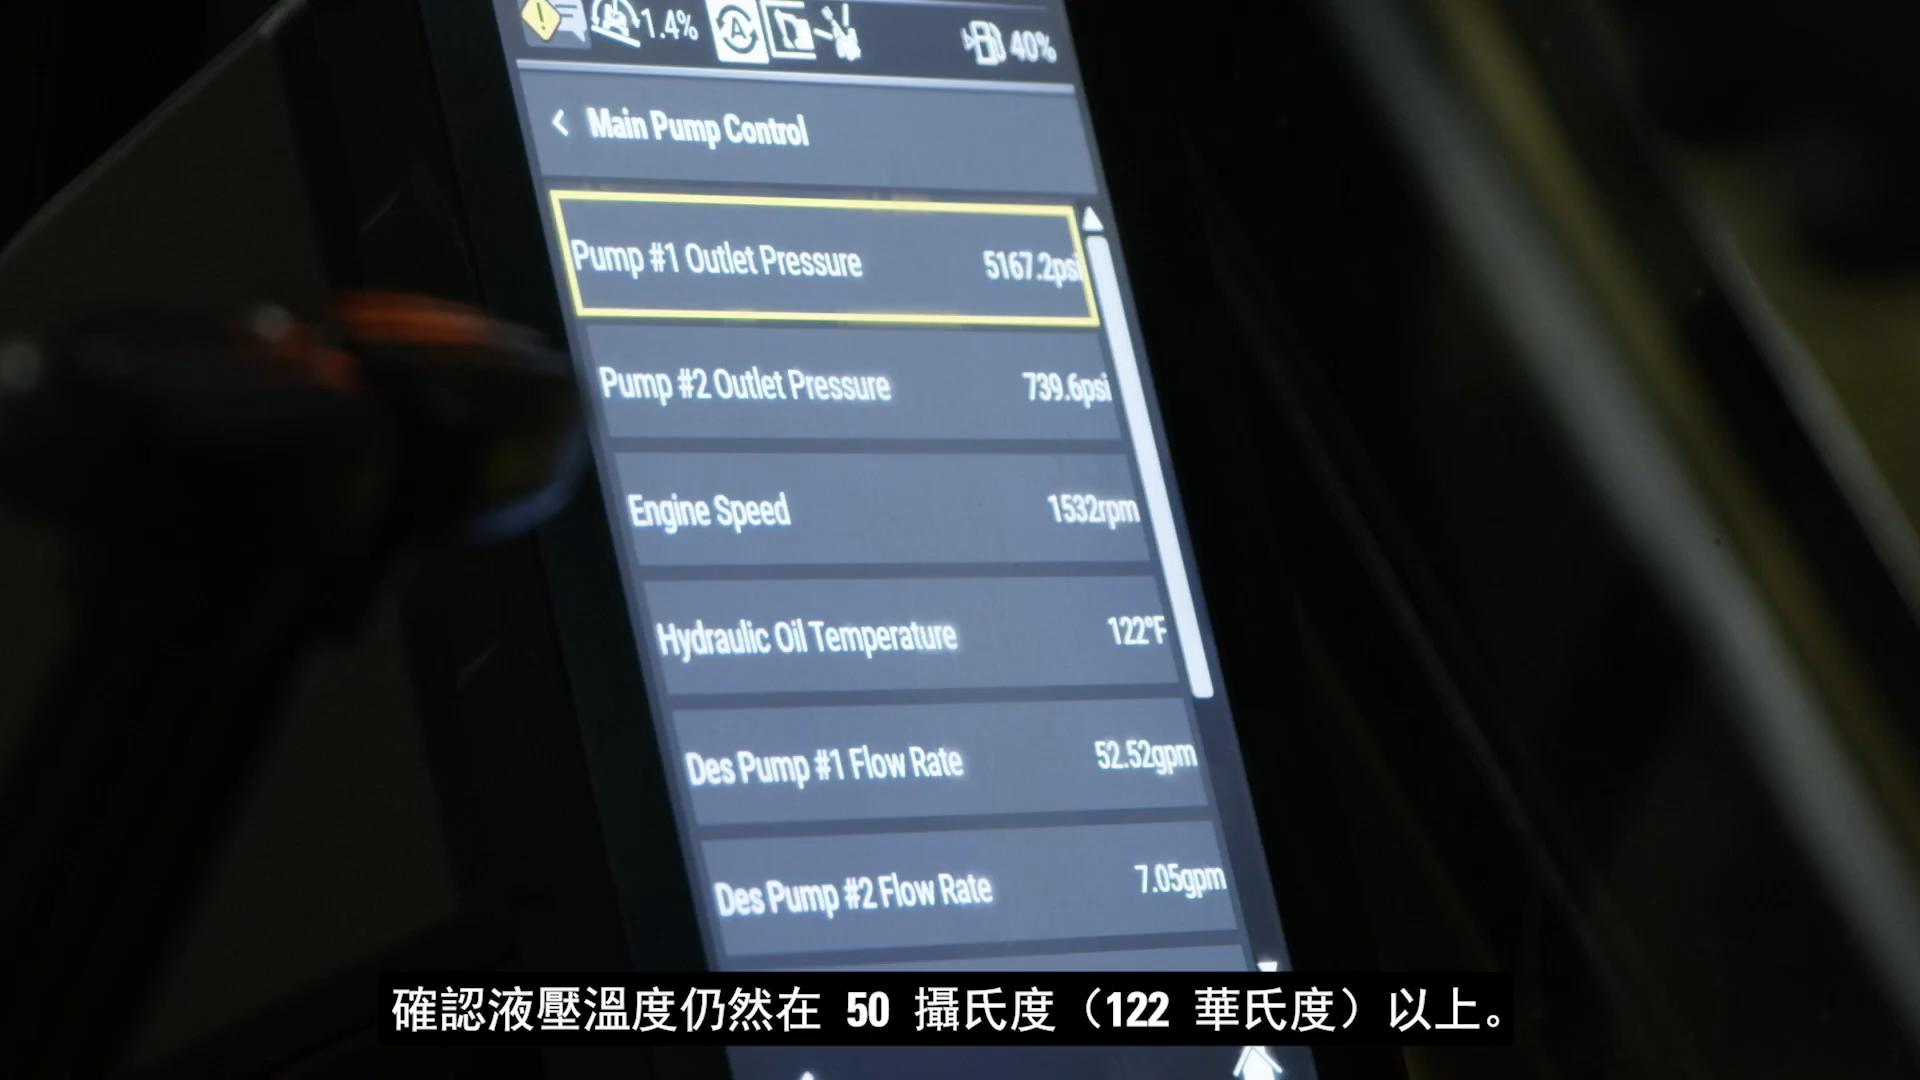 1.4%
40%
Main Pump Control
Pump #1 Outlet Pressure 5167.2psi
Pump #2 Outlet Pressure 739.6psi
Engine Speed 1532rpm
Hydraulic Oil Temperature 122°F
Des Pump #1 Flow Rate 52.52gpm
Des Pump #2 Flow Rate 7.05gpm
確認液壓溫度仍然在 50 攝氏度（122 華氏度）以上。